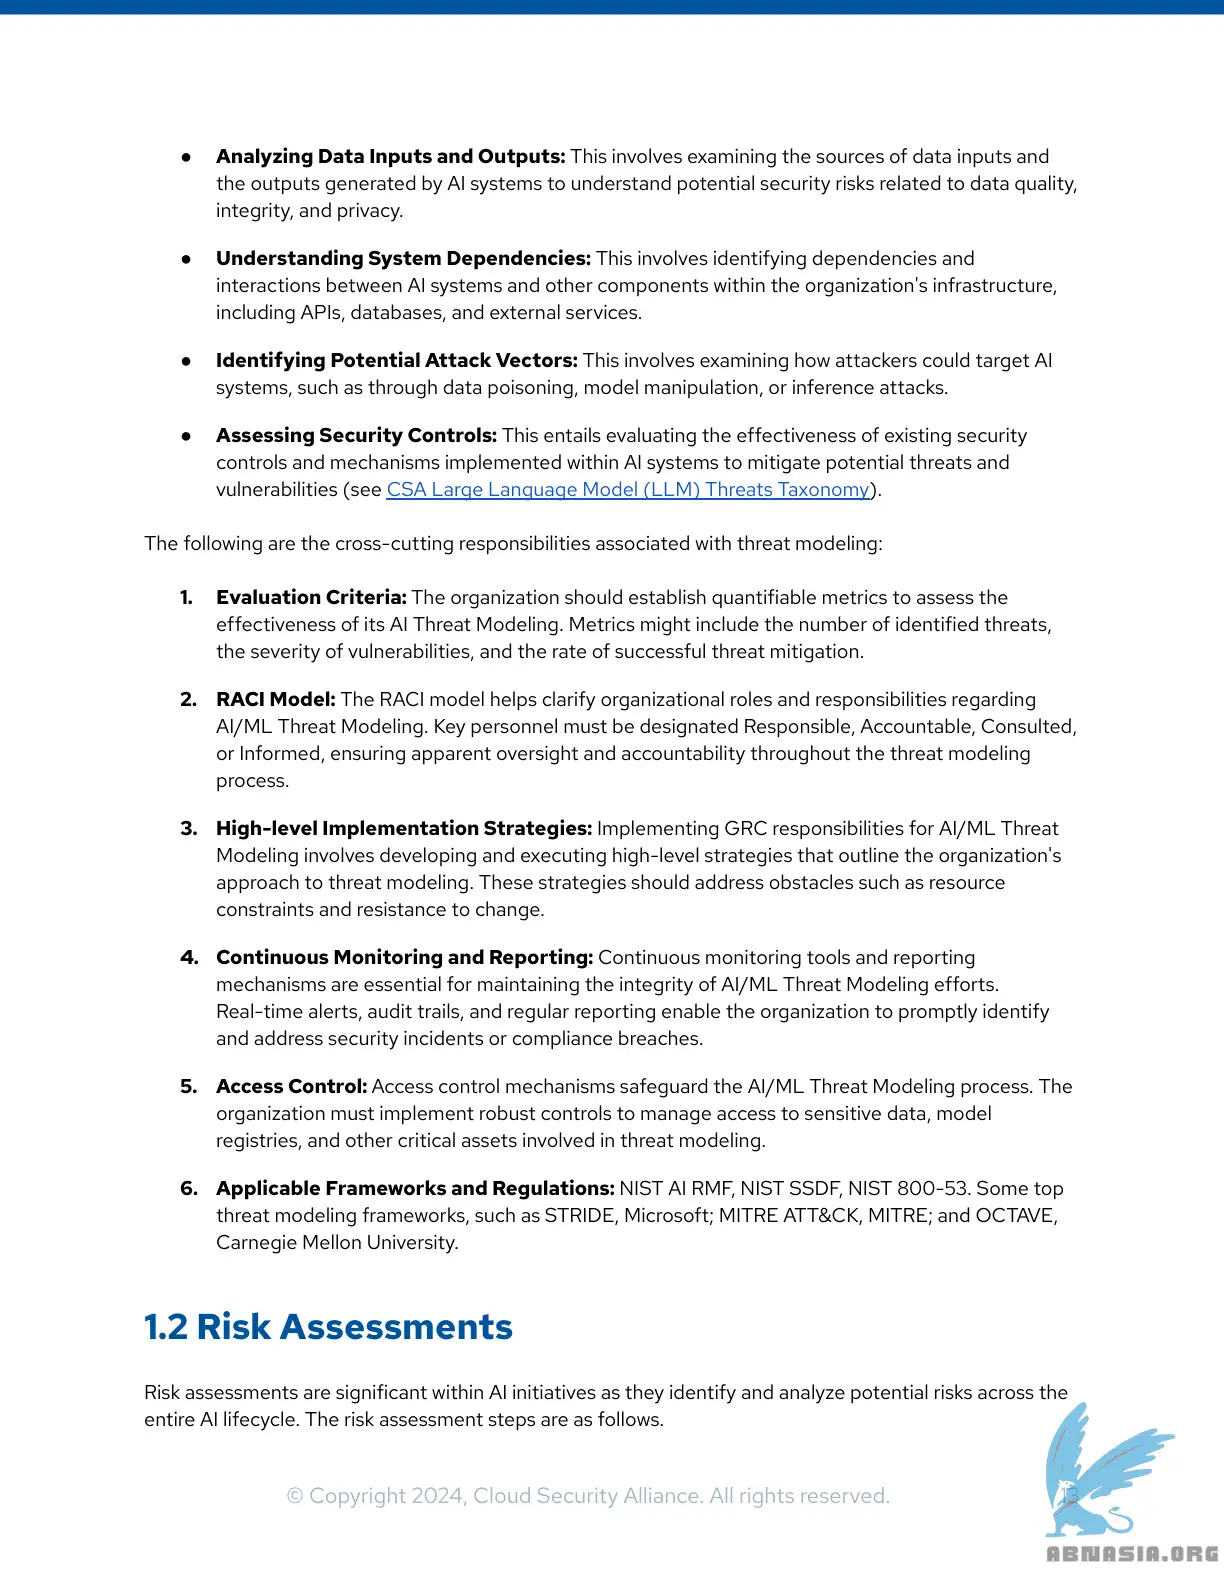 ● Analyzing Data Inputs and Outputs: This involves examining the sources of data inputs and
the outputs generated by AI systems to understand potential security risks related to data quality,
integrity, and privacy.
● Understanding System Dependencies: This involves identifying dependencies and
interactions between AI systems and other components within the organization's infrastructure,
including APIs, databases, and external services.
● Identifying Potential Attack Vectors: This involves examining how attackers could target AI
systems, such as through data poisoning, model manipulation, or inference attacks.
● Assessing Security Controls: This entails evaluating the effectiveness of existing security
controls and mechanisms implemented within AI systems to mitigate potential threats and
vulnerabilities (see CSA Large Language Model (LLM) Threats Taxonomy).
The following are the cross-cutting responsibilities associated with threat modeling:
1. Evaluation Criteria: The organization should establish quantifiable metrics to assess the
effectiveness of its AI Threat Modeling. Metrics might include the number of identified threats,
the severity of vulnerabilities, and the rate of successful threat mitigation.
2. RACI Model: The RACI model helps clarify organizational roles and responsibilities regarding
AI/ML Threat Modeling. Key personnel must be designated Responsible, Accountable, Consulted,
or Informed, ensuring apparent oversight and accountability throughout the threat modeling
process.
3. High-level Implementation Strategies: Implementing GRC responsibilities for AI/ML Threat
Modeling involves developing and executing high-level strategies that outline the organization's
approach to threat modeling. These strategies should address obstacles such as resource
constraints and resistance to change.
4. Continuous Monitoring and Reporting: Continuous monitoring tools and reporting
mechanisms are essential for maintaining the integrity of AI/ML Threat Modeling efforts.
Real-time alerts, audit trails, and regular reporting enable the organization to promptly identify
and address security incidents or compliance breaches.
5. Access Control: Access control mechanisms safeguard the AI/ML Threat Modeling process. The
organization must implement robust controls to manage access to sensitive data, model
registries, and other critical assets involved in threat modeling.
6. Applicable Frameworks and Regulations: NIST AI RMF, NIST SSDF, NIST 800-53. Some top
threat modeling frameworks, such as STRIDE, Microsoft; MITRE ATT&CK, MITRE; and OCTAVE,
Carnegie Mellon University.
1.2 Risk Assessments
Risk assessments are significant within AI initiatives as they identify and analyze potential risks across the
entire AI lifecycle. The risk assessment steps are as follows.
© Copyright 2024, Cloud Security Alliance. All rights reserved.
13
ABNASIA.ORG